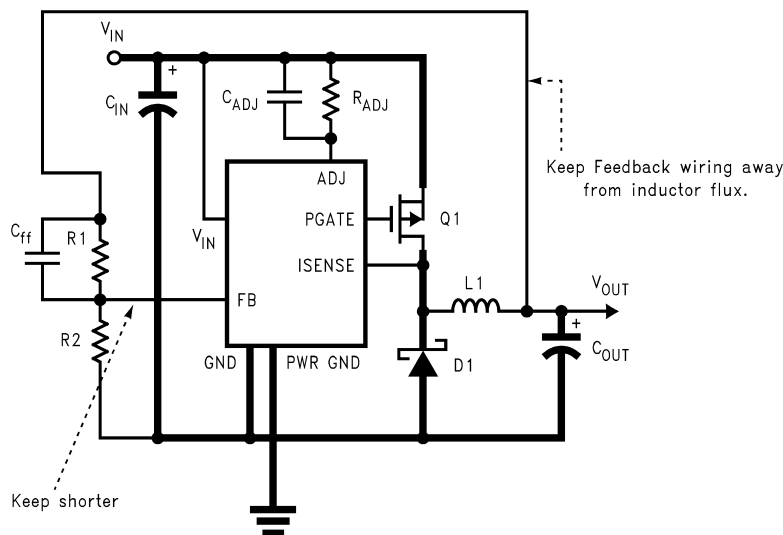 VIN
+
CIN
CADJ
RADJ
Keep Feedback wiring away
from inductor flux.
ADJ
Cff
R1
VIN
PGATE
Q1
ISENSE
L1
VOUT
FB
+
R2
GND
PWR GND
D1
COUT
Keep shorter